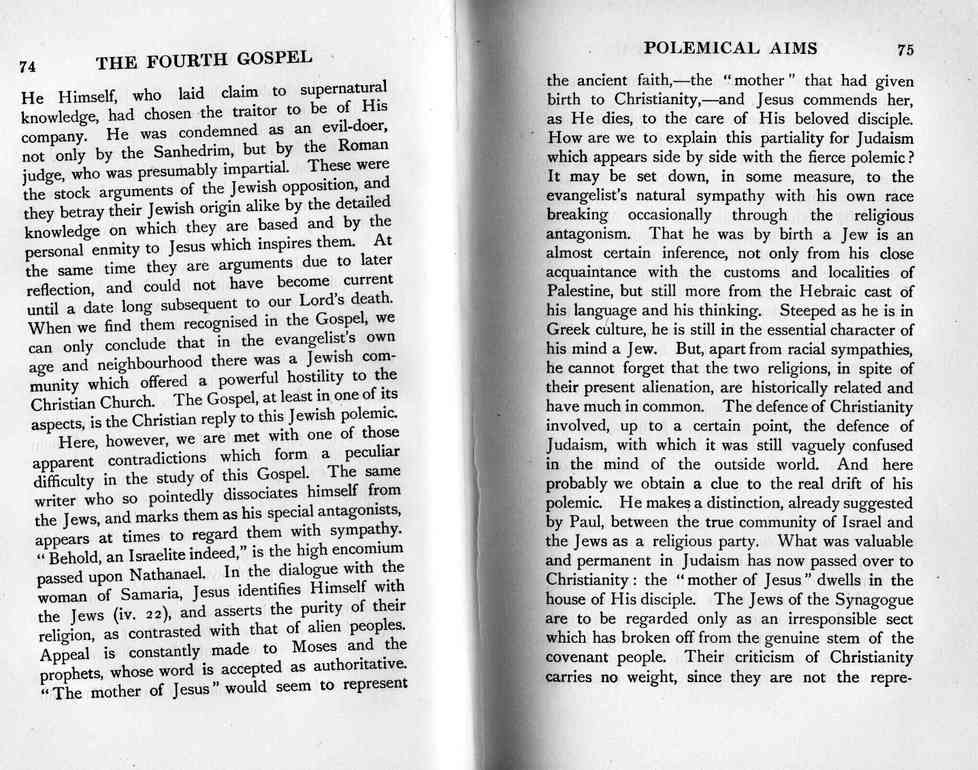 74 THE FOURTH GOSPEL
He Himself, who laid claim to supernatural
knowledge, had chosen the traitor to be of His
company. He was condemned as an evil-doer,
not only by the Sanhedrim, but by the Roman
judge, who was presumably impartial. These were
the stock arguments of the Jewish opposition, and
they betray their Jewish origin alike by the detailed
knowledge on which they are based and by the
personal enmity to Jesus which inspires them. At
the same time they are arguments due to later
reflection, and could not have become current
until a date long subsequent to our Lord's death.
When we find them recognised in the Gospel, we
can only conclude that in the evangelist's own
age and neighbourhood there was a Jewish com-
munity which offered a powerful hostility to the
Christian Church. The Gospel, at least in one of its
aspects, is the Christian reply to this Jewish polemic.
Here, however, we are met with one of those
apparent contradictions which form a peculiar
difficulty in the study of this Gospel. The same
writer who so pointedly dissociates himself from
the Jews, and marks them as his special antagonists,
appears at times to regard them with sympathy.
"Behold, an Israelite indeed," is the high encomium
passed upon Nathanael. In the dialogue with the
woman of Samaria, Jesus identifies Himself with
the Jews (iv. 22), and asserts the purity of their
religion, as contrasted with that of alien peoples.
Appeal is constantly made to Moses and the
prophets, whose word is accepted as authoritative.
"The mother of Jesus" would seem to represent
POLEMICAL AIMS 75
the ancient faith,—the "mother" that had given
birth to Christianity,—and Jesus commends her,
as He dies, to the care of His beloved disciple.
How are we to explain this partiality for Judaism
which appears side by side with the fierce polemic?
It may be set down, in some measure, to the
evangelist's natural sympathy with his own race
breaking occasionally through the religious
antagonism. That he was by birth a Jew is an
almost certain inference, not only from his close
acquaintance with the customs and localities of
Palestine, but still more from the Hebraic cast of
his language and his thinking. Steeped as he is in
Greek culture, he is still in the essential character of
his mind a Jew. But, apart from racial sympathies,
he cannot forget that the two religions, in spite of
their present alienation, are historically related and
have much in common. The defence of Christianity
involved, up to a certain point, the defence of
Judaism, with which it was still vaguely confused
in the mind of the outside world. And here
probably we obtain a clue to the real drift of his
polemic. He makes a distinction, already suggested
by Paul, between the true community of Israel and
the Jews as a religious party. What was valuable
and permanent in Judaism has now passed over to
Christianity: the "mother of Jesus" dwells in the
house of His disciple. The Jews of the Synagogue
are to be regarded only as an irresponsible sect
which has broken off from the genuine stem of the
covenant people. Their criticism of Christianity
carries no weight, since they are not the repre-